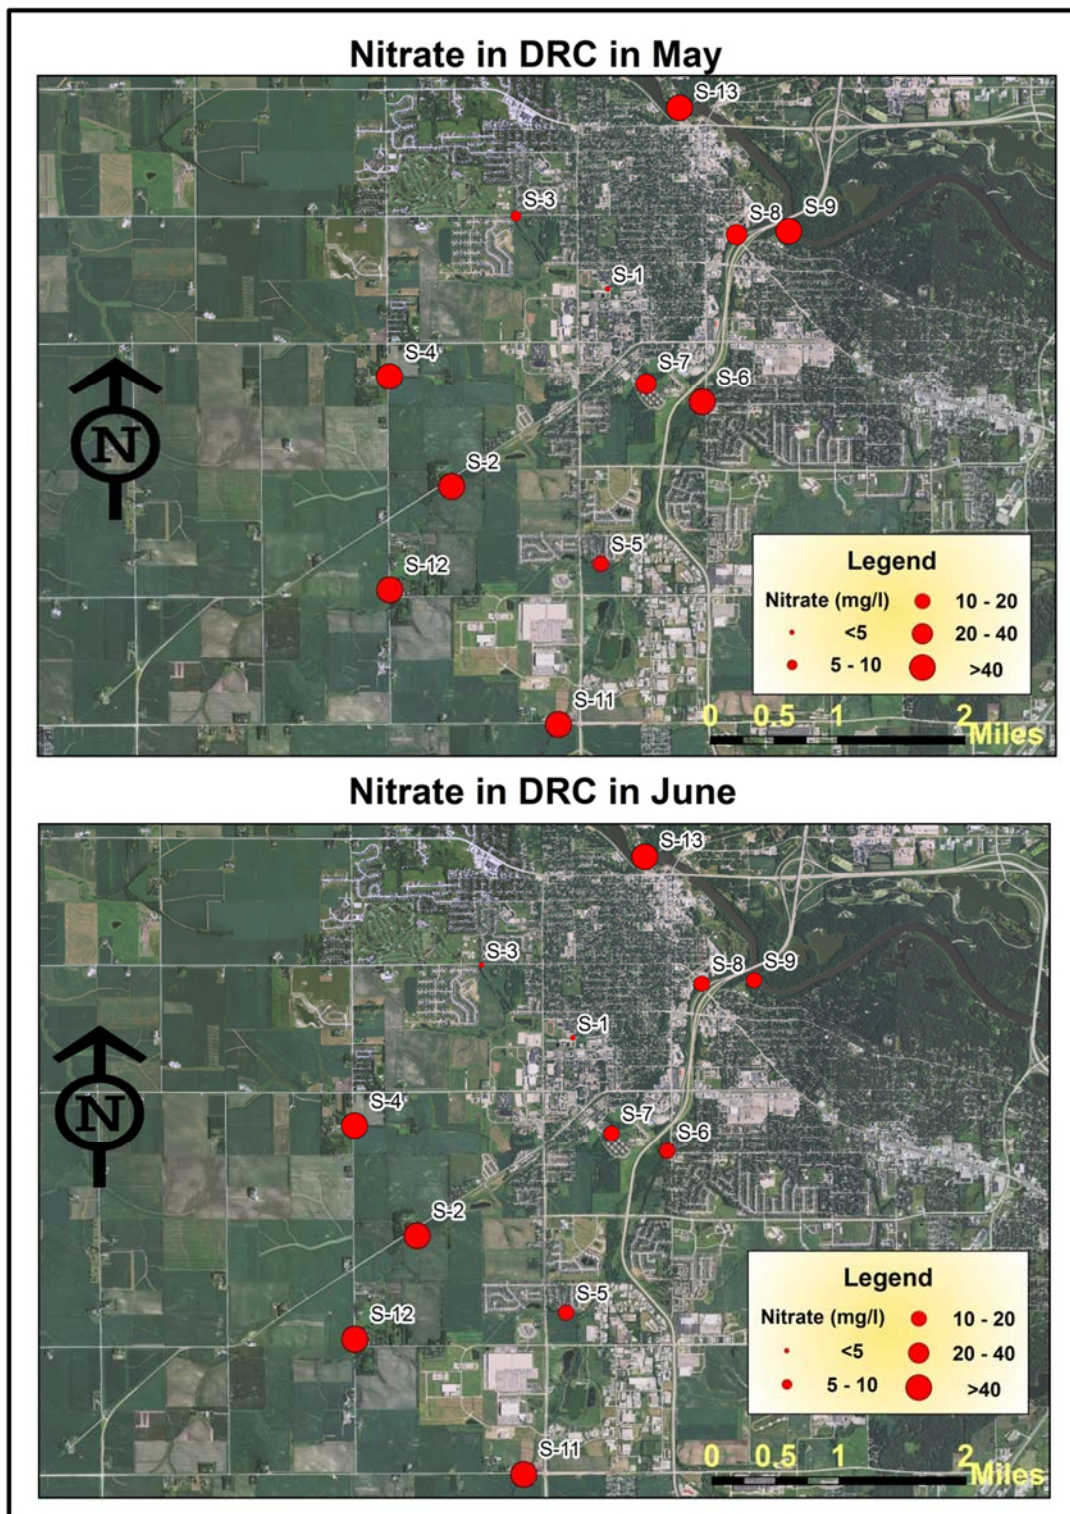 Nitrate in DRC in May
S-13
S-3
S-8
S-9
S-1
S-4
S-7
S-6
N
S-2
S-5
S-12
S-11
Legend
Nitrate (mg/l)
<5
5 - 10
10 - 20
20 - 40
>40
0 0.5 1 2
Miles
Nitrate in DRC in June
S-13
S-3
S-8
S-9
S-1
S-4
S-7
S-6
N
S-2
S-5
S-12
S-11
Legend
Nitrate (mg/l)
<5
5 - 10
10 - 20
20 - 40
>40
0 0.5 1 2
Miles